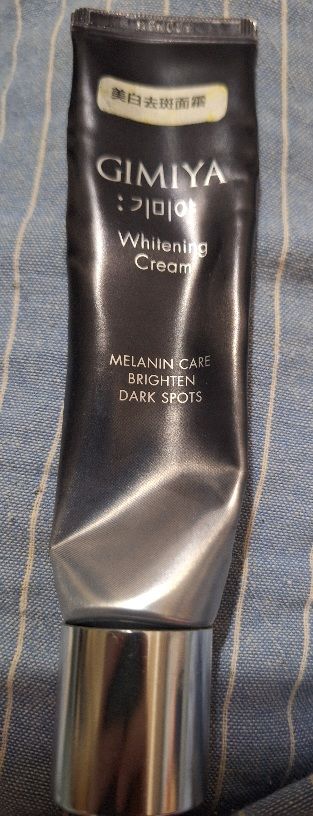 美白去斑面霜
GIMIYA
:기미야
Whitening
Cream
MELANIN CARE
BRIGHTEN
DARK SPOTS